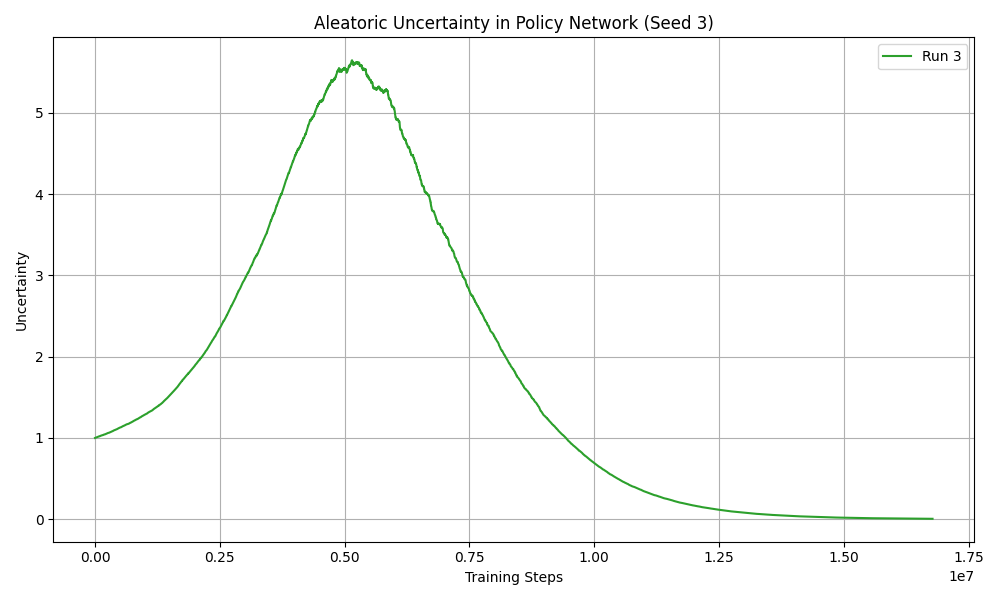 Aleatoric Uncertainty in Policy Network (Seed 3)
Run 3
Uncertainty
5
4
3
2
1
0
0.00 0.25 0.50 0.75 1.00 1.25 1.50 1.75
1e7
Training Steps